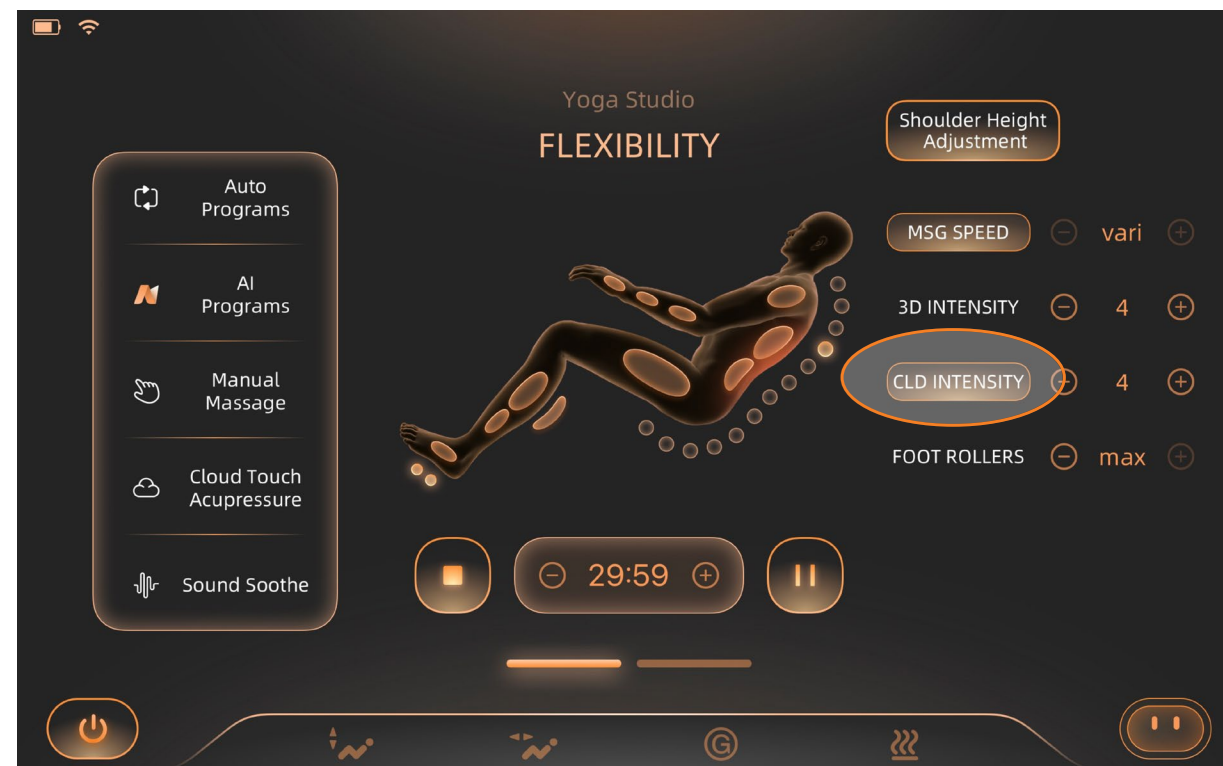 Yoga Studio
FLEXIBILITY
Shoulder Height
Adjustment
Auto
Programs
AI
Programs
Manual
Massage
Cloud Touch
Acupressure
Sound Soothe
MSG SPEED − vari +
3D INTENSITY − 4 +
CLD INTENSITY − 4 +
FOOT ROLLERS − max +
− 29:59 +
G